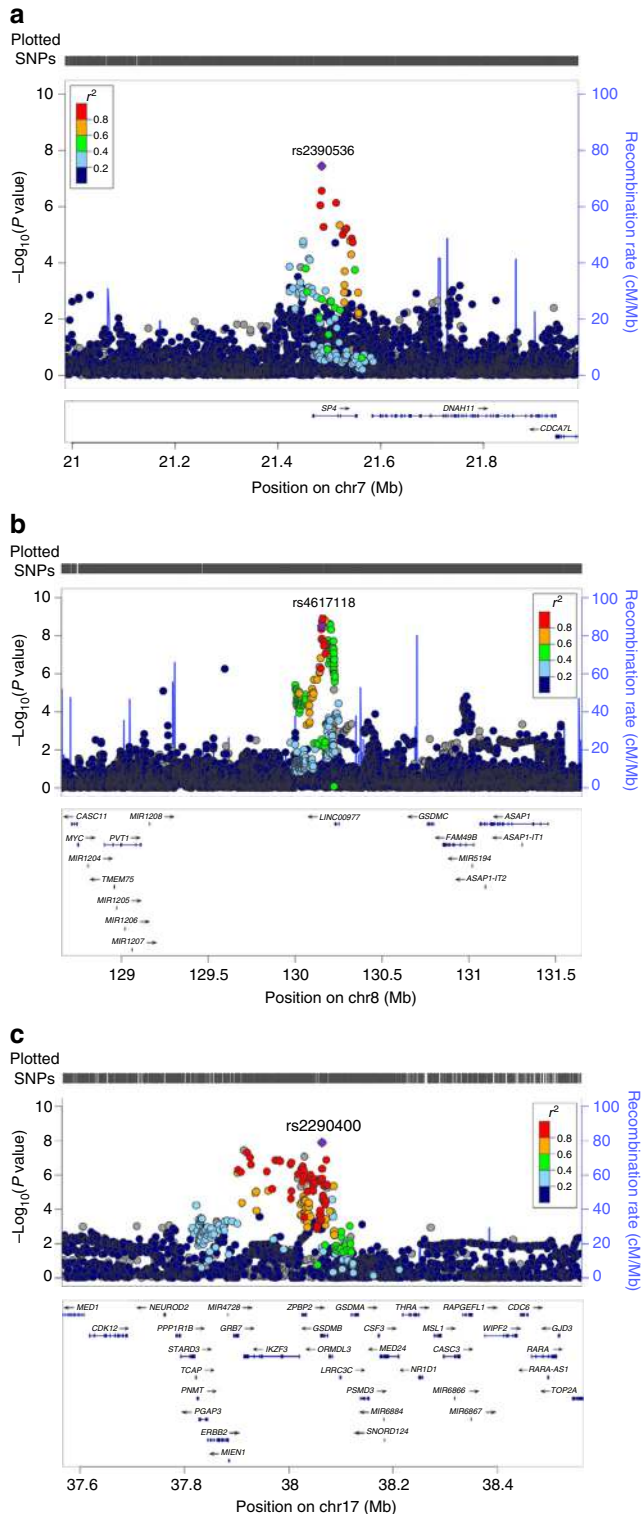 a
Plotted
SNPs
10
8
6
4
2
0
–Log10(P value)
r2
0.8
0.6
0.4
0.2
rs2390536
100
80
60
40
20
0
Recombination rate (cM/Mb)
SP4
DNAH11
CDCA7L
21
21.2
21.4
21.6
21.8
Position on chr7 (Mb)
b
Plotted
SNPs
10
8
6
4
2
0
–Log10(P value)
rs4617118
r2
0.8
0.6
0.4
0.2
100
80
60
40
20
0
Recombination rate (cM/Mb)
CASC11 MIR1208 LINC00977 GSDMC ASAP1
MYC PVT1 FAM49B ASAP1-IT1
MIR1204 MIR5194
TMEM75 ASAP1-IT2
MIR1205
MIR1206
MIR1207
129
129.5
130
130.5
131
131.5
Position on chr8 (Mb)
c
Plotted
SNPs
10
8
6
4
2
0
–Log10(P value)
rs2290400
r2
0.8
0.6
0.4
0.2
100
80
60
40
20
0
Recombination rate (cM/Mb)
MED1 NEUROD2 MIR4728 ZPBP2 GSDMA THRA RAPGEFL1 CDC6
CDK12 PPP1R1B GRB7 GSDMB CSF3 MSL1 WIPF2 GJD3
STARD3 IKZF3 ORMDL3 MED24 CASC3 RARA
TCAP LRRC3C NR1D1 RARA-AS1
PNMT PSMD3 MIR6866 TOP2A
PGAP3 MIR6884 MIR6867
ERBB2 SNORD124
MIEN1
37.6
37.8
38
38.2
38.4
Position on chr17 (Mb)